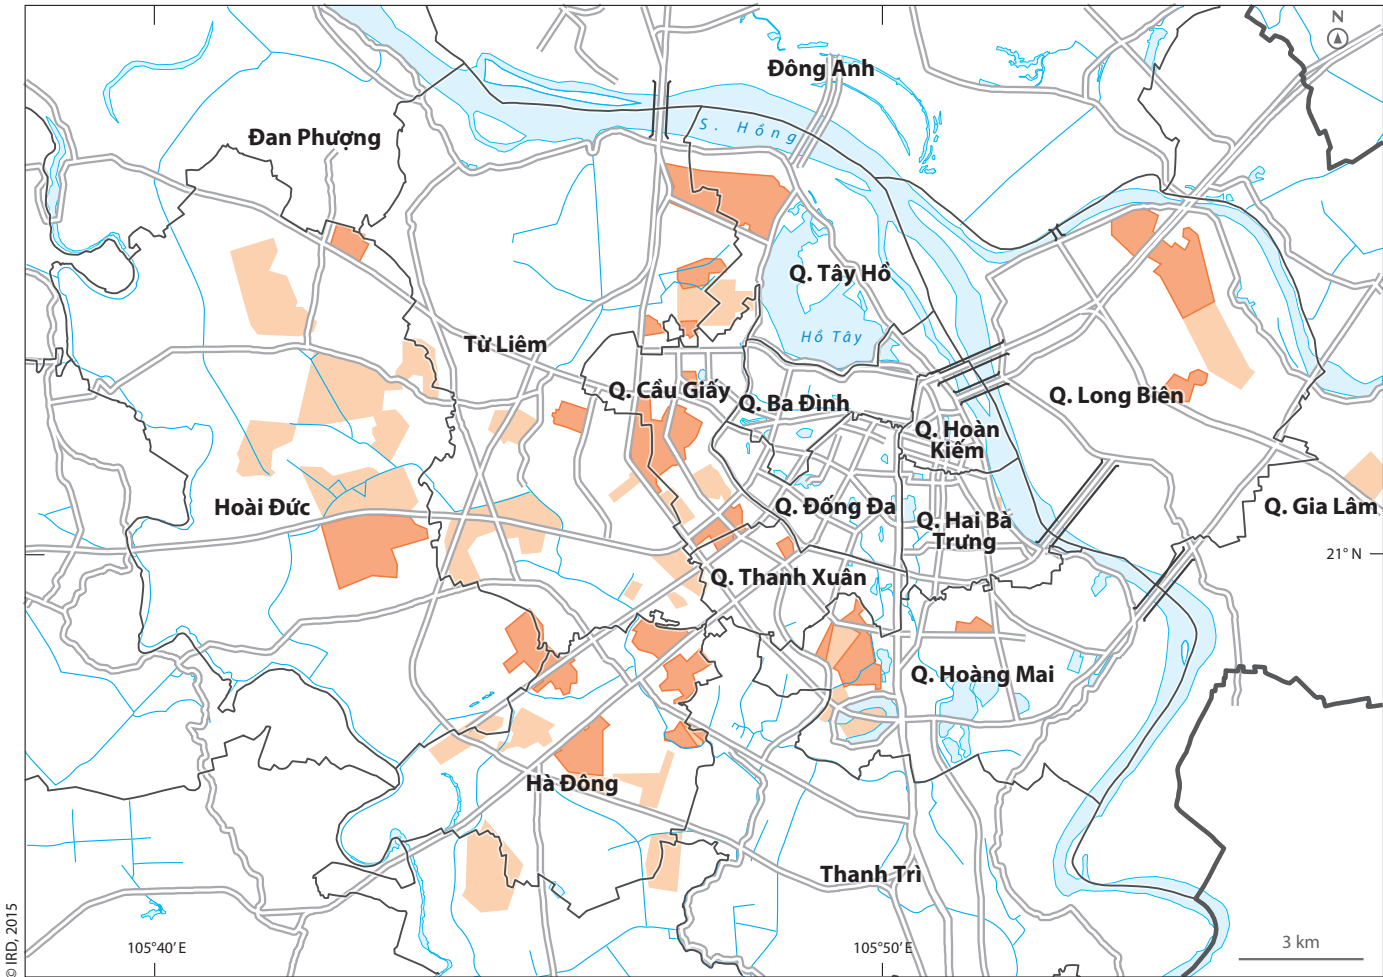 N
Đông Anh
S. Hồng
Đan Phượng
Q. Tây Hồ
Hồ Tây
Từ Liêm
Q. Cầu Giấy
Q. Ba Đình
Q. Long Biên
Q. Hoàn
Kiếm
Hoài Đức
Q. Đống Đa
Q. Gia Lâm
Q. Hai Bà
Trưng
21° N
Q. Thanh Xuân
Q. Hoàng Mai
Hà Đông
Thanh Trì
105°40' E
105°50' E
3 km
© IRD, 2015